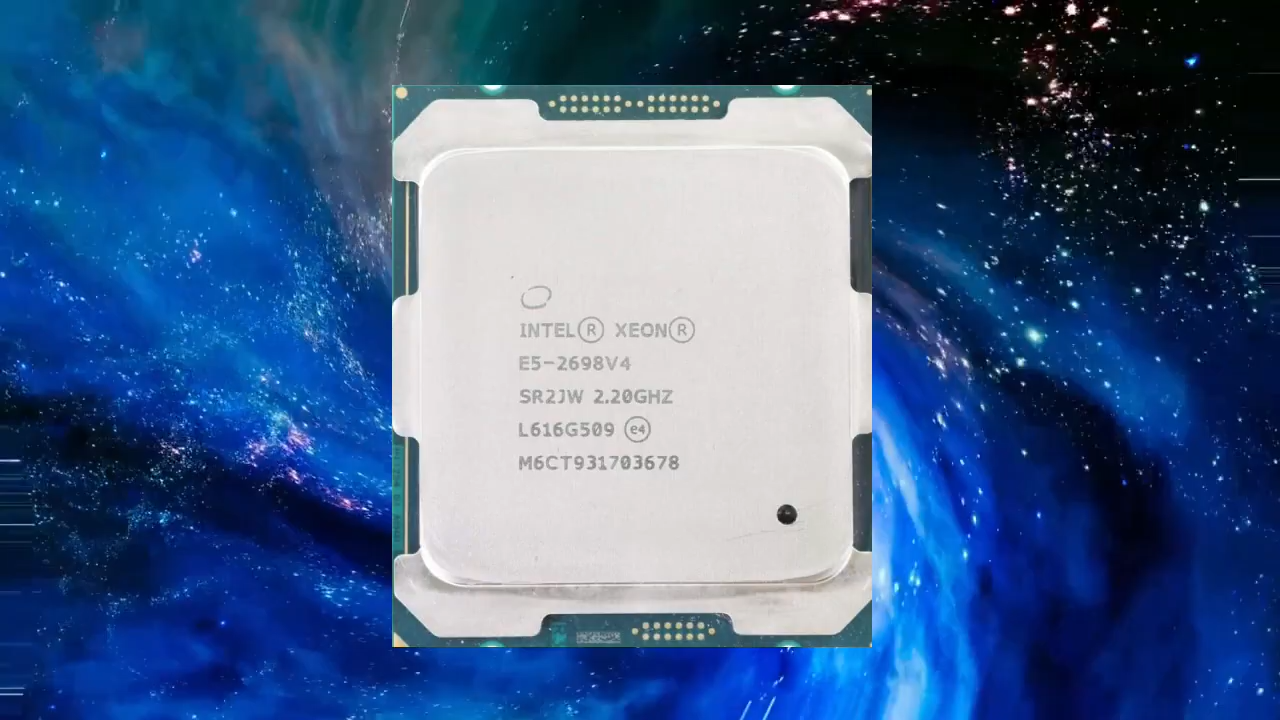 INTEL® XEON®
E5-2698V4
SR2JW 2.20GHZ
L616G509 e4
M6CT931703678